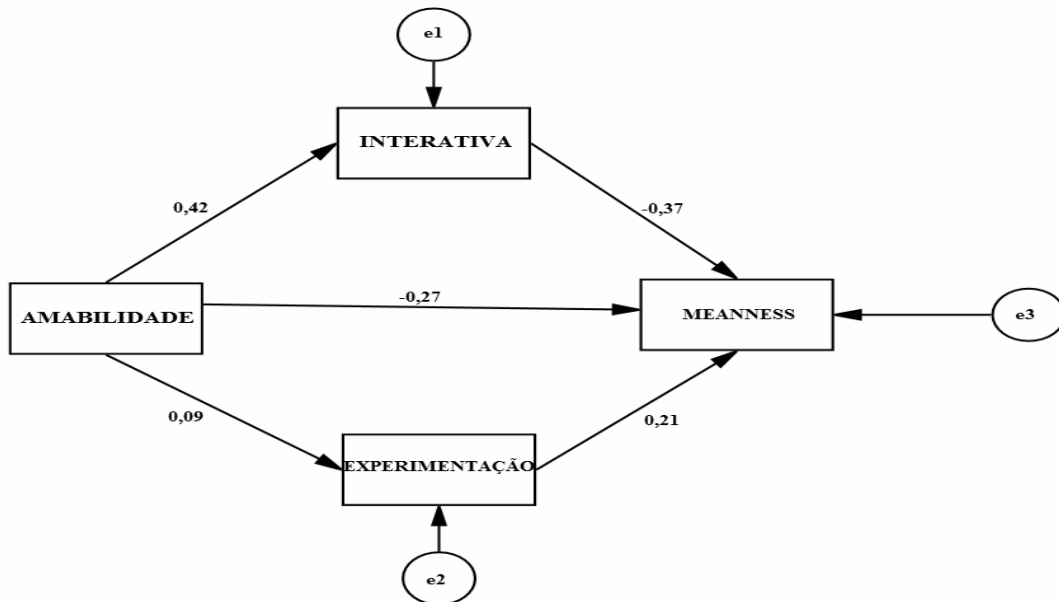 e1
INTERATIVA
0,42
-0,37
AMABILIDADE
-0,27
MEANNESS
e3
0,09
0,21
EXPERIMENTAÇÃO
e2